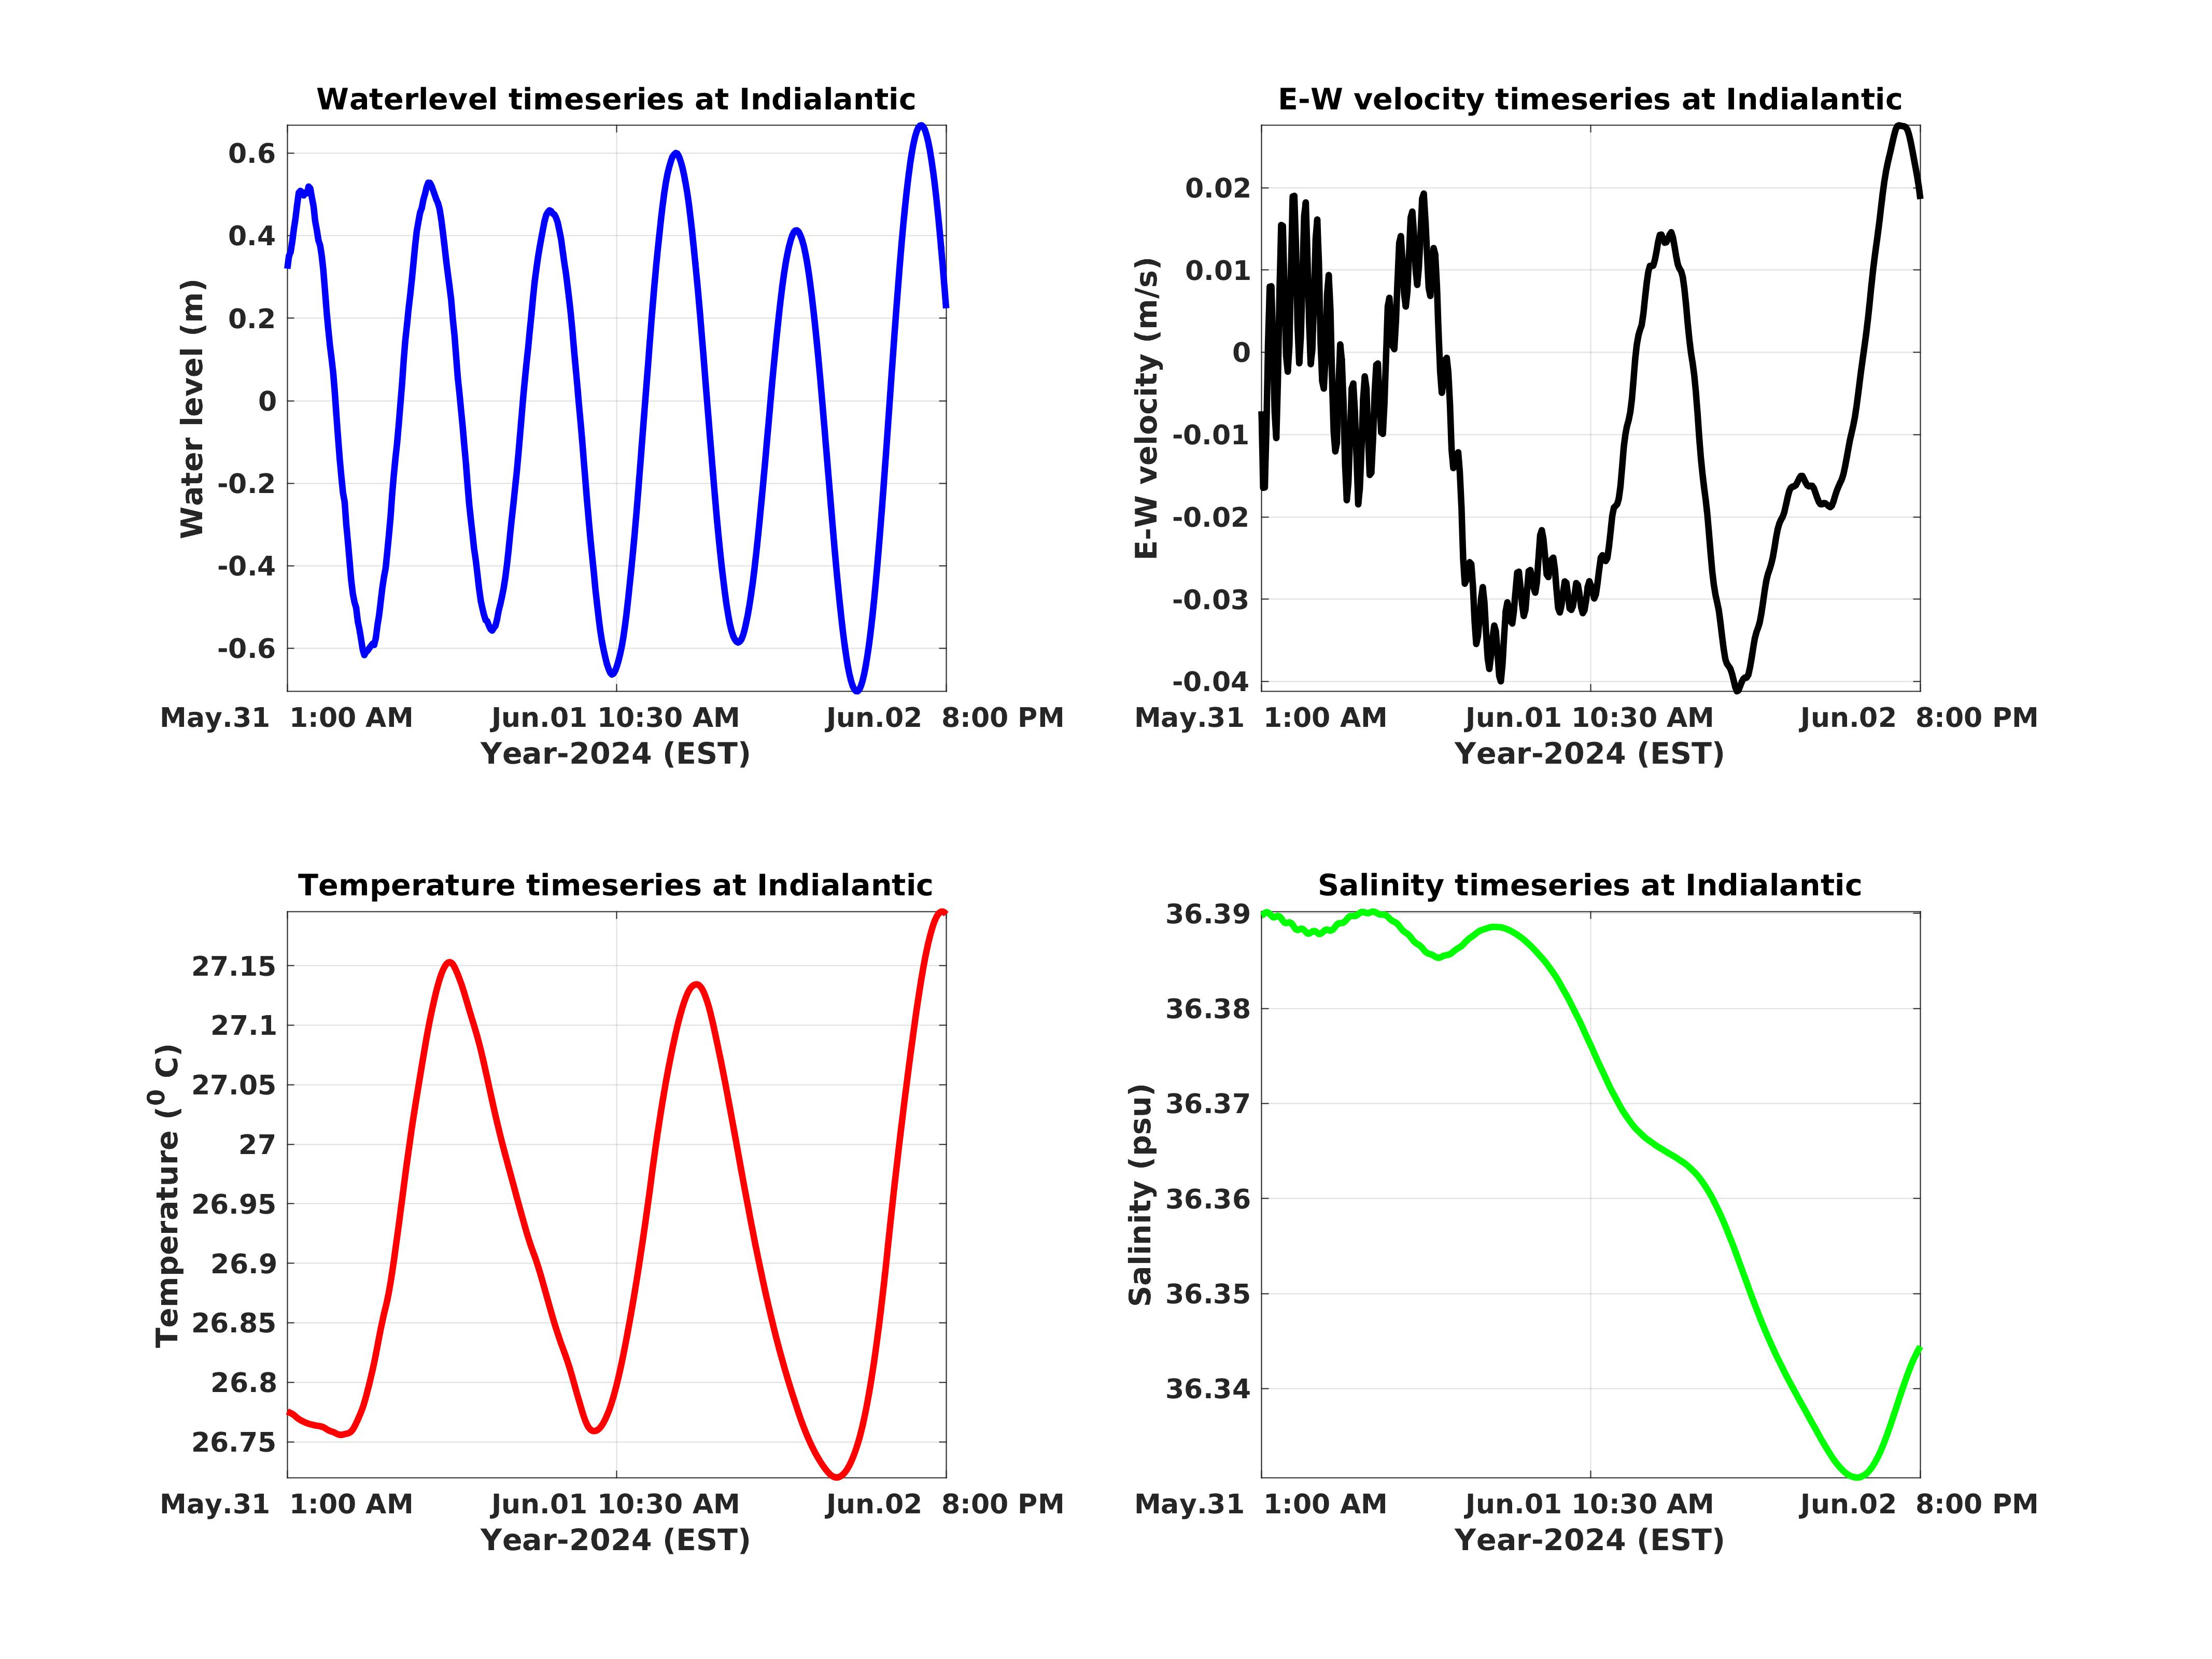 Waterlevel timeseries at Indialantic
0.6
0.4
0.2
0
-0.2
-0.4
-0.6
Water level (m)
May.31 1:00 AM Jun.01 10:30 AM Jun.02 8:00 PM
Year-2024 (EST)
E-W velocity timeseries at Indialantic
0.02
0.01
0
-0.01
-0.02
-0.03
-0.04
E-W velocity (m/s)
May.31 1:00 AM Jun.01 10:30 AM Jun.02 8:00 PM
Year-2024 (EST)
Temperature timeseries at Indialantic
27.15
27.1
27.05
27
26.95
26.9
26.85
26.8
26.75
Temperature (⁰ C)
May.31 1:00 AM Jun.01 10:30 AM Jun.02 8:00 PM
Year-2024 (EST)
Salinity timeseries at Indialantic
36.39
36.38
36.37
36.36
36.35
36.34
Salinity (psu)
May.31 1:00 AM Jun.01 10:30 AM Jun.02 8:00 PM
Year-2024 (EST)